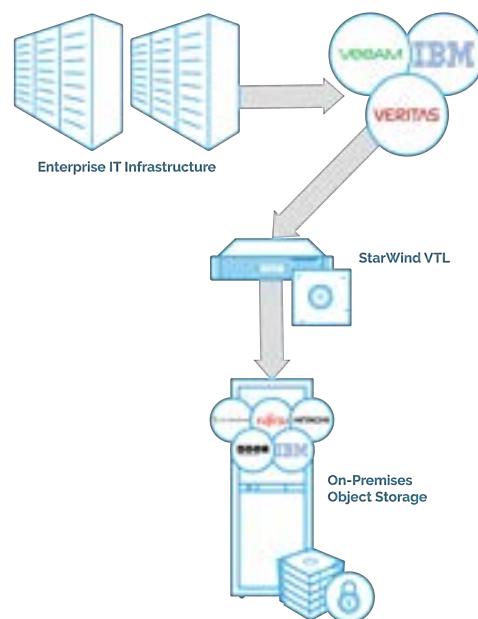 VEEAM
IBM
VERITAS
Enterprise IT Infrastructure
StarWind VTL
FUJITSU
HITACHI
IBM
On-Premises
Object Storage